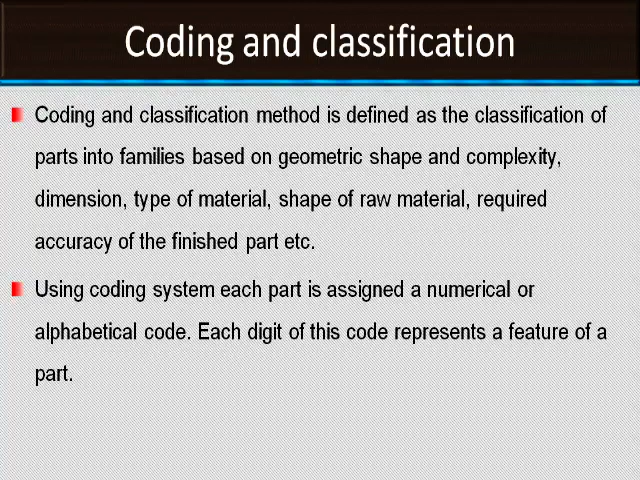 Coding and classification
Coding and classification method is defined as the classification of
parts into families based on geometric shape and complexity,
dimension, type of material, shape of raw material, required
accuracy of the finished part etc.
Using coding system each part is assigned a numerical or
alphabetical code. Each digit of this code represents a feature of a
part.